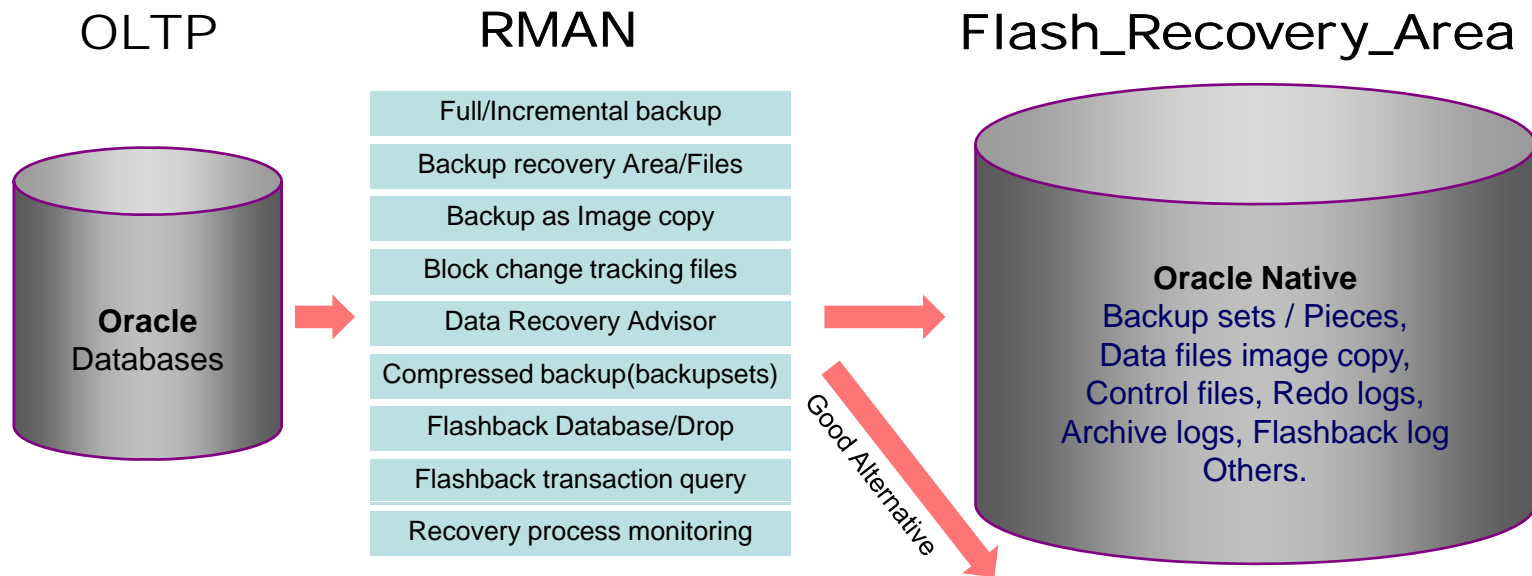 OLTP
RMAN
Flash_Recovery_Area
Oracle
Databases
Full/Incremental backup
Backup recovery Area/Files
Backup as Image copy
Block change tracking files
Data Recovery Advisor
Compressed backup(backupsets)
Flashback Database/Drop
Flashback transaction query
Recovery process monitoring
Good Alternative
Oracle Native
Backup sets / Pieces,
Data files image copy,
Control files, Redo logs,
Archive logs, Flashback log
Others.